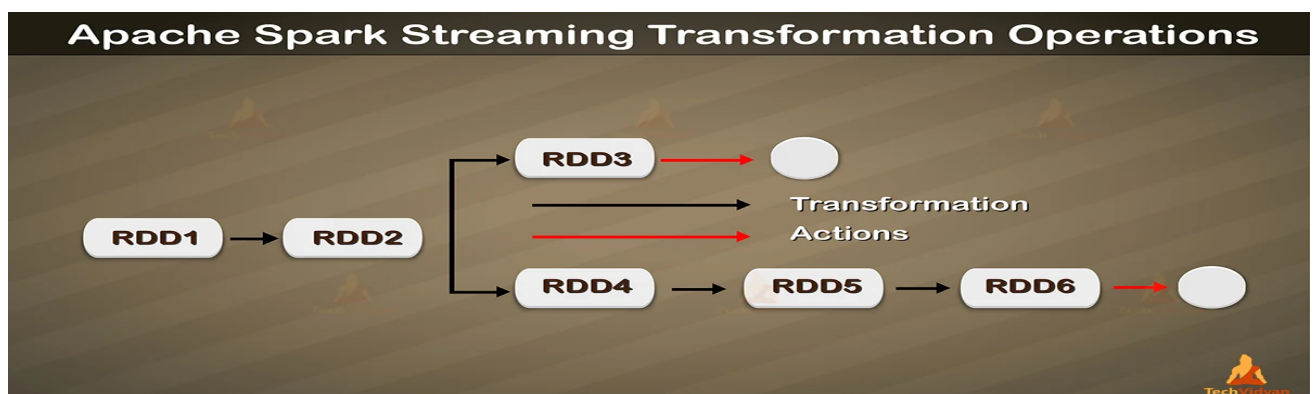 Apache Spark Streaming Transformation Operations
RDD3
Transformation
RDD1
RDD2
Actions
RDD4
RDD5
RDD6
TechVidvan